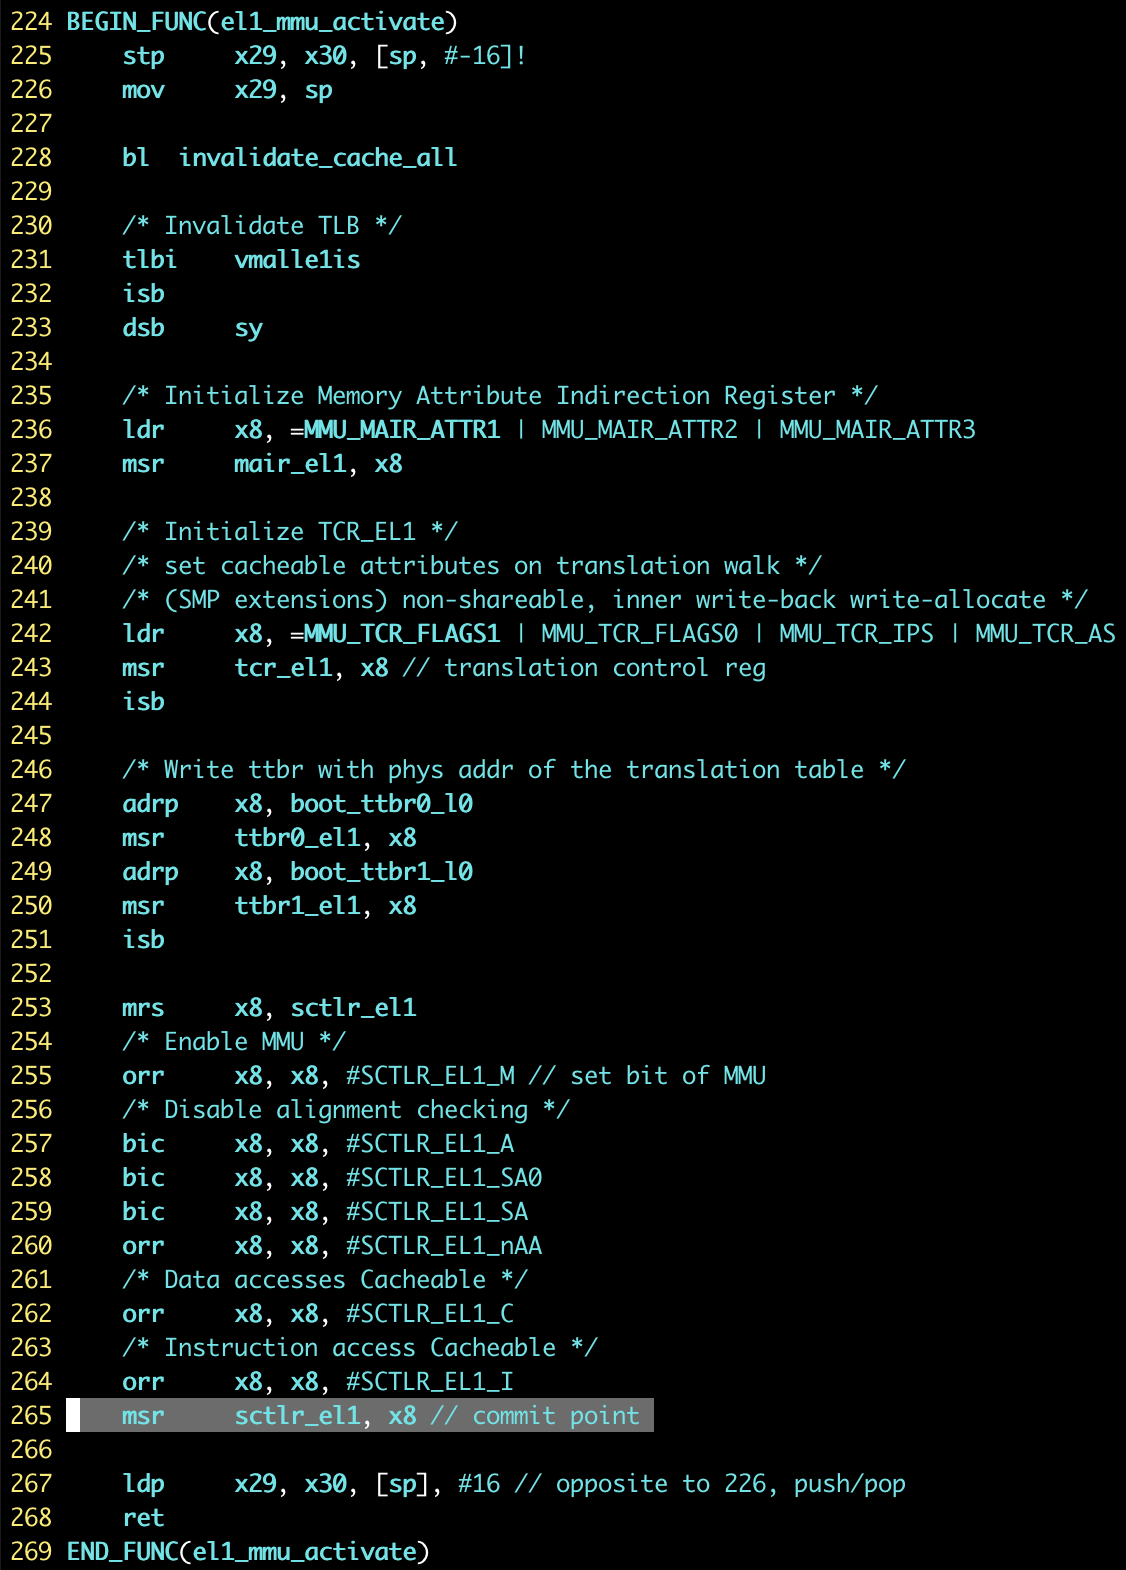 224 BEGIN_FUNC(el1_mmu_activate)
225     stp     x29, x30, [sp, #-16]!
226     mov     x29, sp
227
228     bl  invalidate_cache_all
229
230     /* Invalidate TLB */
231     tlbi    vmalle1is
232     isb
233     dsb     sy
234
235     /* Initialize Memory Attribute Indirection Register */
236     ldr     x8, =MMU_MAIR_ATTR1 | MMU_MAIR_ATTR2 | MMU_MAIR_ATTR3
237     msr     mair_el1, x8
238
239     /* Initialize TCR_EL1 */
240     /* set cacheable attributes on translation walk */
241     /* (SMP extensions) non-shareable, inner write-back write-allocate */
242     ldr     x8, =MMU_TCR_FLAGS1 | MMU_TCR_FLAGS0 | MMU_TCR_IPS | MMU_TCR_AS
243     msr     tcr_el1, x8 // translation control reg
244     isb
245
246     /* Write ttbr with phys addr of the translation table */
247     adrp    x8, boot_ttbr0_l0
248     msr     ttbr0_el1, x8
249     adrp    x8, boot_ttbr1_l0
250     msr     ttbr1_el1, x8
251     isb
252
253     mrs     x8, sctlr_el1
254     /* Enable MMU */
255     orr     x8, x8, #SCTLR_EL1_M // set bit of MMU
256     /* Disable alignment checking */
257     bic     x8, x8, #SCTLR_EL1_A
258     bic     x8, x8, #SCTLR_EL1_SA0
259     bic     x8, x8, #SCTLR_EL1_SA
260     orr     x8, x8, #SCTLR_EL1_nAA
261     /* Data accesses Cacheable */
262     orr     x8, x8, #SCTLR_EL1_C
263     /* Instruction access Cacheable */
264     orr     x8, x8, #SCTLR_EL1_I
265     msr     sctlr_el1, x8 // commit point
266
267     ldp     x29, x30, [sp], #16 // opposite to 226, push/pop
268     ret
269 END_FUNC(el1_mmu_activate)